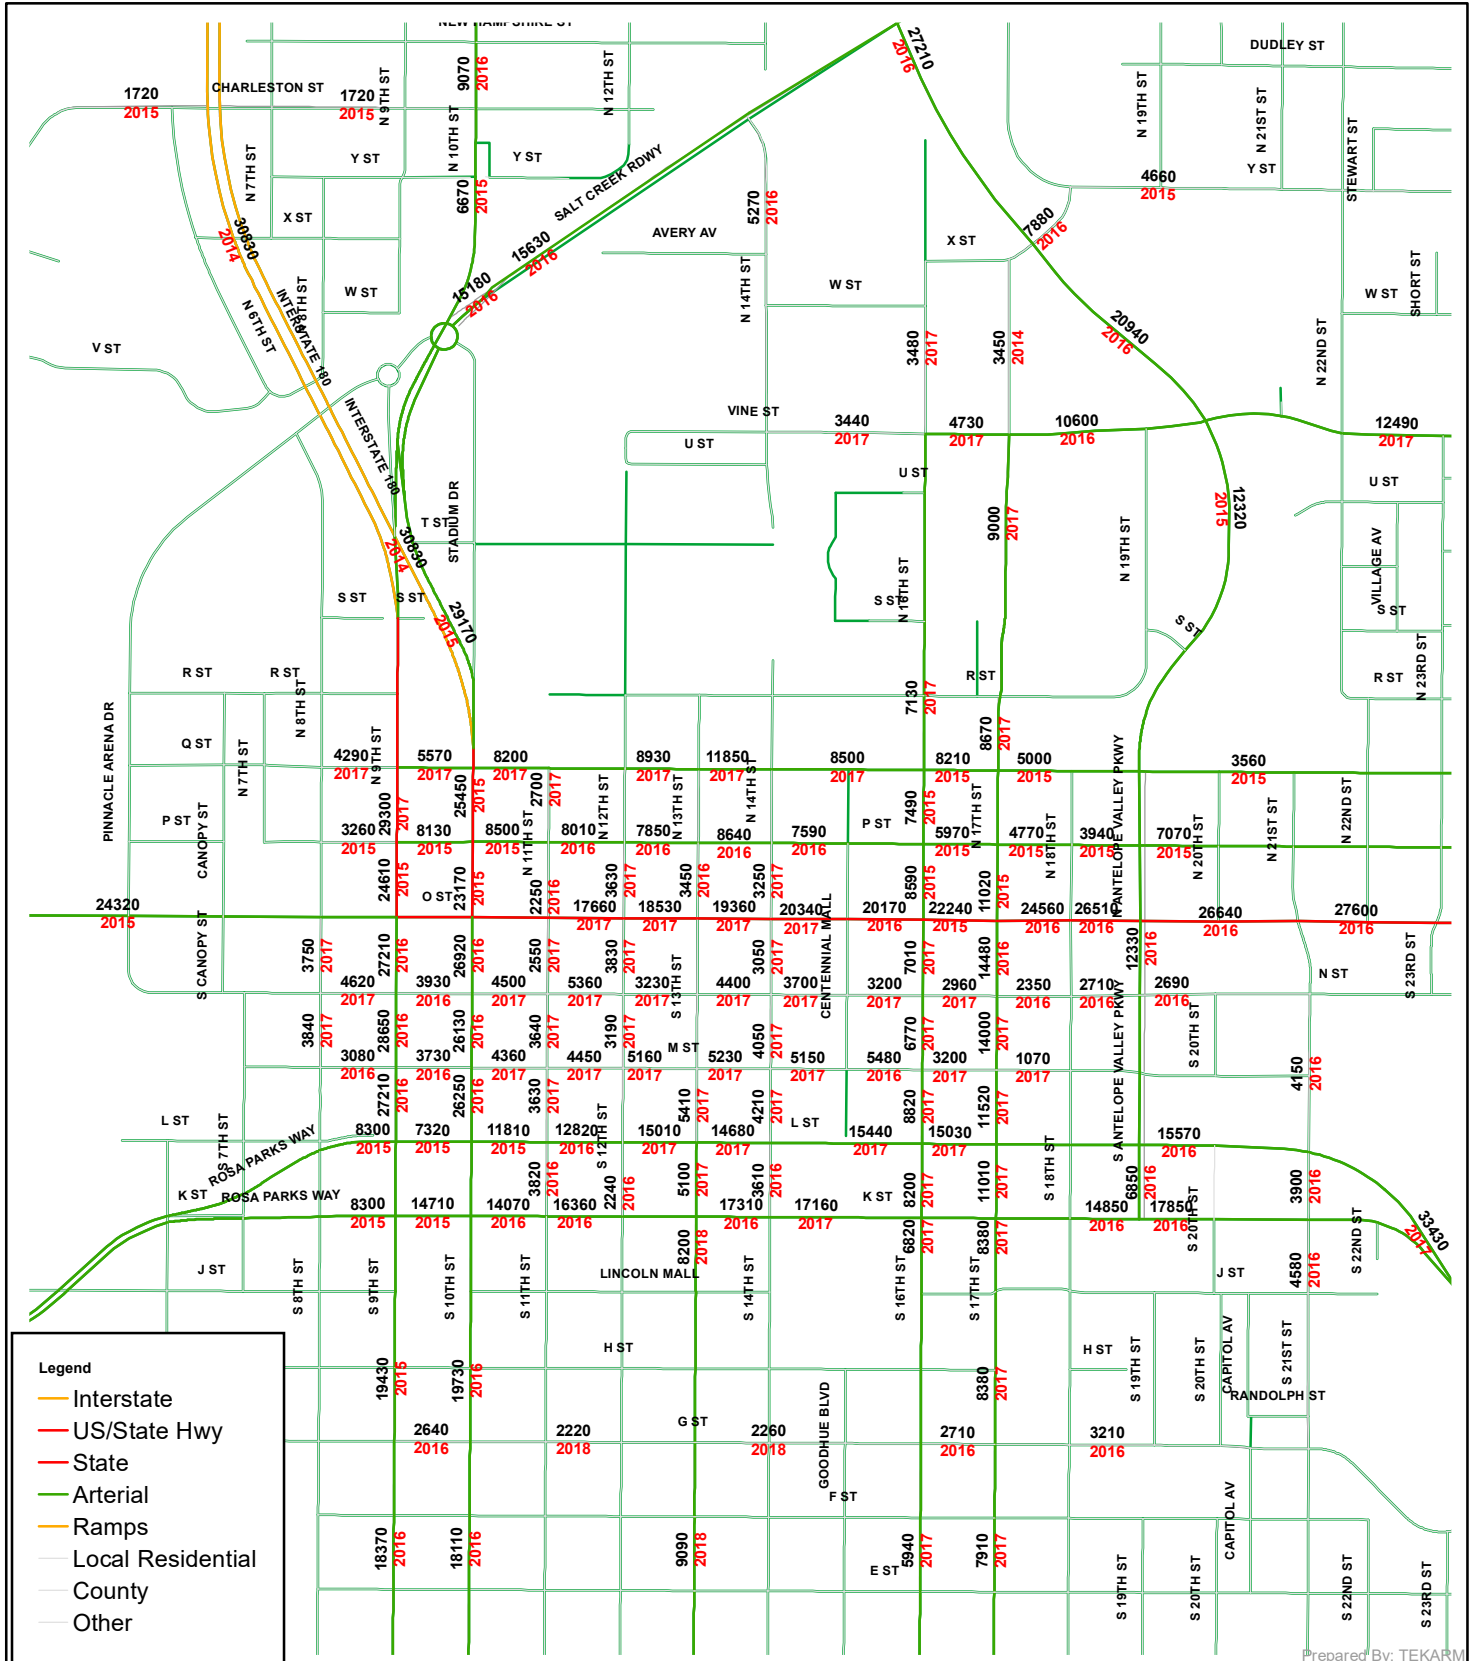 NEW HAMPSHIRE ST
27210
2016
DUDLEY ST
9070
2016
N 9TH ST
N 12TH ST
CHARLESTON ST
1720
2015
1720
2015
N 10TH ST
N 19TH ST
N 21ST ST
STEWART ST
N 7TH ST
Y ST
Y ST
Y ST
6670
2015
SALT CREEK RDWY
5270
2016
4660
2015
X ST
30830
2014
15630
2016
AVERY AV
X ST
7880
2016
15180
2016
N 14TH ST
W ST
W ST
W ST
SHORT ST
N 6TH ST
N 8TH ST
INTERSTATE 180
V ST
3480
2017
3450
2014
20940
2016
N 22ND ST
INTERSTATE 180
VINE ST
3440
2017
4730
2017
10600
2016
12490
2017
U ST
U ST
U ST
STADIUM DR
T ST
30830
2014
9000
2017
12320
2015
N 19TH ST
VILLAGE AV
N 16TH ST
S ST
S ST
S ST
S ST
S ST
29170
2015
R ST
R ST
R ST
R ST
N 23RD ST
7130
2017
8670
2017
PINNACLE ARENA DR
N 8TH ST
Q ST
N 7TH ST
N 9TH ST
4290
2017
5570
2017
8200
2017
8930
2017
11850
2017
8500
2017
8210
2015
5000
2015
3560
2015
N ANTELOPE VALLEY PKWY
25450
2015
2700
2017
29300
2017
7490
2015
N 11TH ST
N 12TH ST
N 13TH ST
N 14TH ST
N 17TH ST
N 18TH ST
N 20TH ST
N 21ST ST
N 22ND ST
P ST
CANOPY ST
P ST
3260
2015
8130
2015
8500
2015
8010
2016
7850
2016
8640
2016
7590
2016
5970
2015
4770
2015
3940
2015
7070
2015
24610
2015
23170
2015
2250
2016
3630
2017
3450
2016
3250
2017
8590
2015
11020
2015
O ST
24320
2015
17660
2017
18530
2017
19360
2017
20340
2017
20170
2017
22240
2015
24560
2016
26510
2016
26640
2016
27600
2016
S CANOPY ST
3750
2017
27210
2016
26920
2016
2550
2017
3830
2017
3050
2017
CENTENNIAL MALL
7010
2017
14480
2016
12330
2016
S 13TH ST
N ST
S 23RD ST
4620
2017
3930
2016
4500
2017
5360
2017
3230
2017
4400
2017
3700
2017
3200
2017
2960
2017
2350
2016
2710
2016
2690
2016
3840
2017
28650
2016
26130
2016
3640
2017
3190
2017
4050
2017
6770
2017
14000
2017
S ANTELOPE VALLEY PKWY
S 20TH ST
M ST
3080
2016
3730
2016
4360
2017
4450
2017
5160
2017
5230
2017
5150
2017
5480
2016
3200
2017
1070
2017
4150
2016
27210
2016
26250
2016
3630
2017
5410
2017
4210
2017
8820
2017
11520
2017
L ST
L ST
S 7TH ST
S 12TH ST
ROSA PARKS WAY
8300
2015
7320
2015
11810
2015
12820
2016
15010
2017
14680
2017
15440
2017
15030
2017
15570
2016
3820
2016
2240
2016
5100
2017
3610
2016
8200
2017
11010
2017
S 18TH ST
6850
2016
3900
2016
K ST
ROSA PARKS WAY
K ST
8300
2015
14710
2015
14070
2016
16360
2016
17310
2016
17160
2017
14850
2016
17850
2016
S 20TH ST
S 22ND ST
33430
2017
8200
2018
6820
2017
8380
2017
4580
2016
J ST
LINCOLN MALL
J ST
S 8TH ST
S 9TH ST
S 10TH ST
S 11TH ST
S 14TH ST
S 16TH ST
S 17TH ST
H ST
H ST
19430
2015
19730
2016
8380
2017
S 19TH ST
S 20TH ST
CAPITOL AV
S 21ST ST
RANDOLPH ST
GOODHUE BLVD
G ST
2640
2016
2220
2018
2260
2018
2710
2016
3210
2016
F ST
CAPITOL AV
18370
2016
18110
2016
9090
2018
5940
2017
7910
2017
E ST
S 19TH ST
S 20TH ST
S 22ND ST
S 23RD ST
Legend
Interstate
US/State Hwy
State
Arterial
Ramps
Local Residential
County
Other
Prepared By: TEKARM